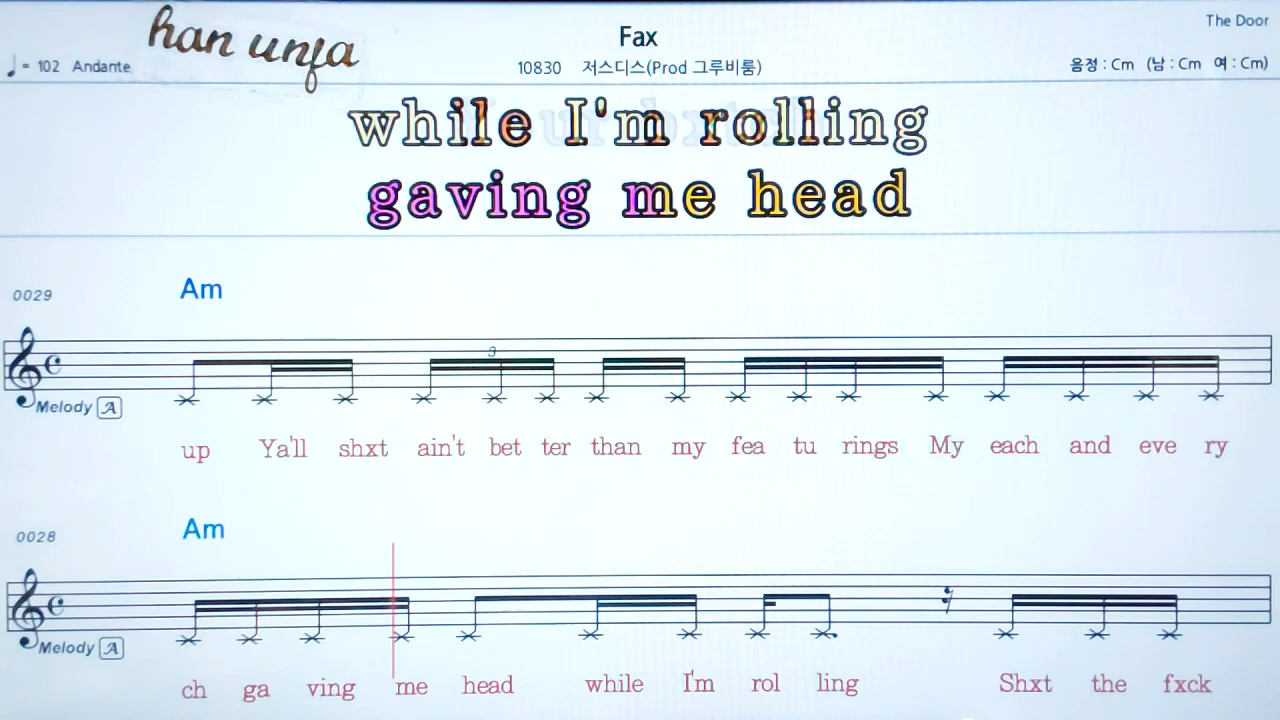 han unfa
Fax
The Door
♩ = 102 Andante
10830 저스디스(Prod 그루비룸)
음정 : Cm (남 : Cm 여 : Cm)
while I'm rolling
gaving me head
0029
Am
3
Melody A
up Ya'll shxt ain't bet ter than my fea tu rings My each and eve ry
0028
Am
Melody A
ch ga ving me head while I'm rol ling Shxt the fxck